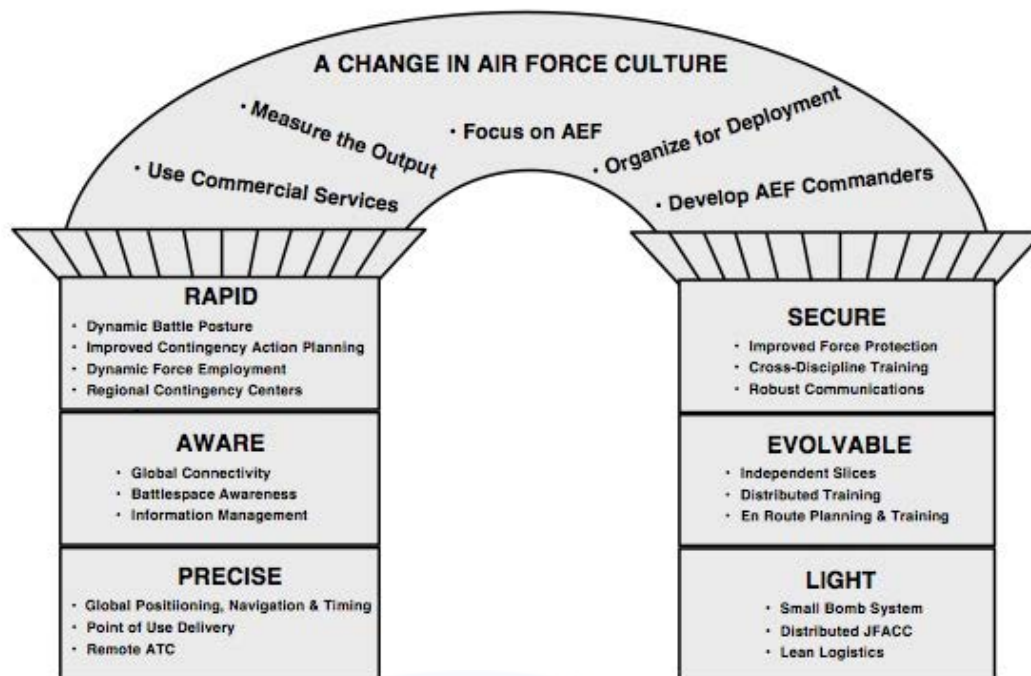 A CHANGE IN AIR FORCE CULTURE
· Measure the Output
· Use Commercial Services
· Focus on AEF
· Organize for Deployment
· Develop AEF Commanders
RAPID
· Dynamic Battle Posture
· Improved Contingency Action Planning
· Dynamic Force Employment
· Regional Contingency Centers
AWARE
· Global Connectivity
· Battlespace Awareness
· Information Management
PRECISE
· Global Positiioning, Navigation & Timing
· Point of Use Delivery
· Remote ATC
SECURE
· Improved Force Protection
· Cross-Discipline Training
· Robust Communications
EVOLVABLE
· Independent Slices
· Distributed Training
· En Route Planning & Training
LIGHT
· Small Bomb System
· Distributed JFACC
· Lean Logistics